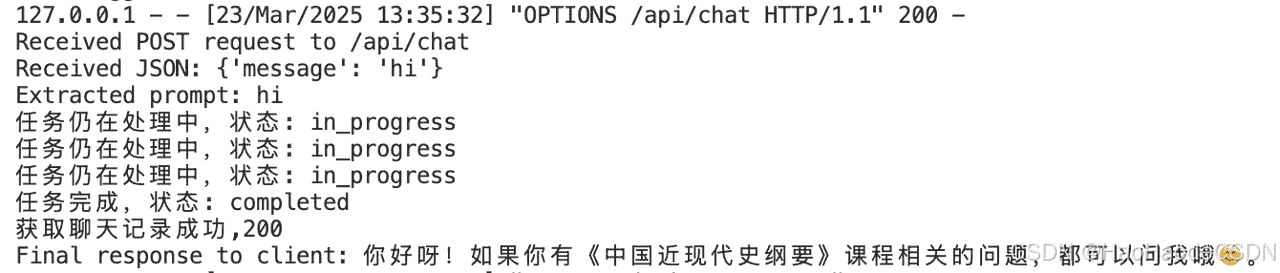 127.0.0.1 - - [23/Mar/2025 13:35:32] "OPTIONS /api/chat HTTP/1.1" 200 -
Received POST request to /api/chat
Received JSON: {'message': 'hi'}
Extracted prompt: hi
任务仍在处理中, 状态: in_progress
任务仍在处理中, 状态: in_progress
任务仍在处理中, 状态: in_progress
任务完成, 状态: completed
获取聊天记录成功,200
Final response to client: 你好呀！如果你有《中国近现代史纲要》课程相关的问题，都可以问我哦😊。